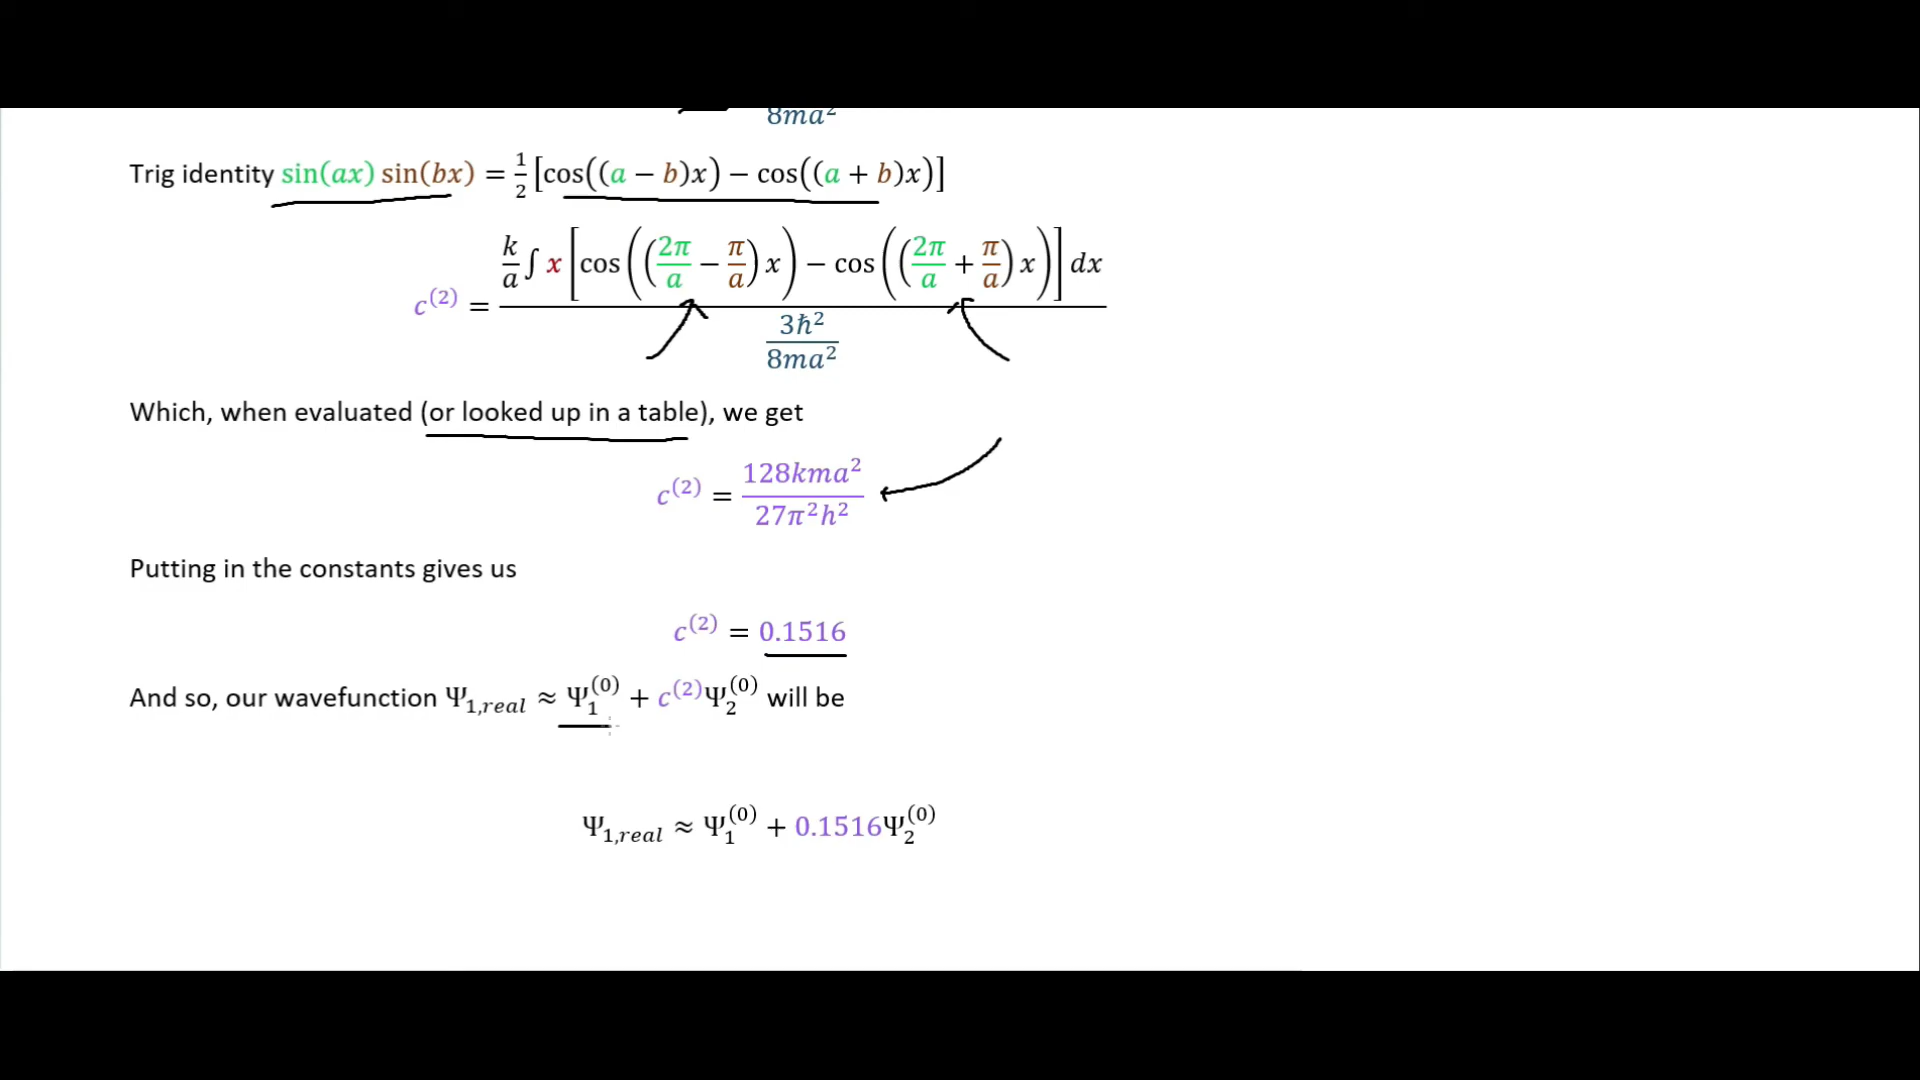 8ma²
Trig identity sin(ax) sin(bx) = 1/2 [cos((a − b)x) − cos((a + b)x)]
c⁽²⁾ = k/a ∫ x [cos((2π/a − π/a) x) − cos((2π/a + π/a) x)] dx / 3ℏ²/8ma²
Which, when evaluated (or looked up in a table), we get
c⁽²⁾ = 128kma²/27π²h²
Putting in the constants gives us
c⁽²⁾ = 0.1516
And so, our wavefunction Ψ₁,real ≈ Ψ₁⁽⁰⁾ + c⁽²⁾Ψ₂⁽⁰⁾ will be
Ψ₁,real ≈ Ψ₁⁽⁰⁾ + 0.1516Ψ₂⁽⁰⁾